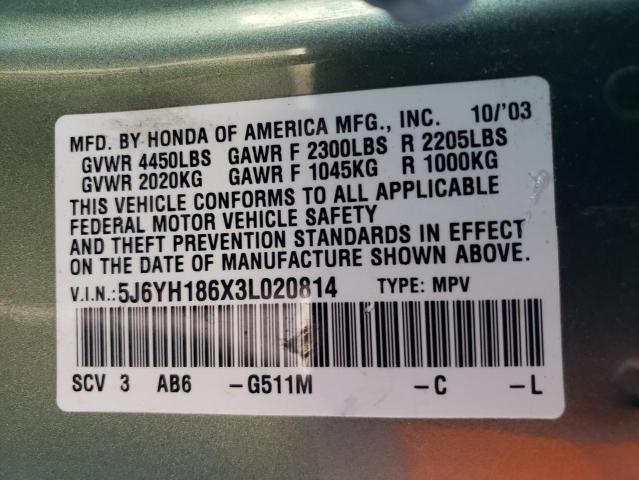 MFD. BY HONDA OF AMERICA MFG., INC. 10/'03
GVWR 4450LBS GAWR F 2300LBS R 2205LBS
GVWR 2020KG GAWR F 1045KG R 1000KG
THIS VEHICLE CONFORMS TO ALL APPLICABLE
FEDERAL MOTOR VEHICLE SAFETY
AND THEFT PREVENTION STANDARDS IN EFFECT
ON THE DATE OF MANUFACTURE SHOWN ABOVE.
V.I.N.:5J6YH186X3L020814 TYPE: MPV
SCV 3 AB6 -G511M -C -L